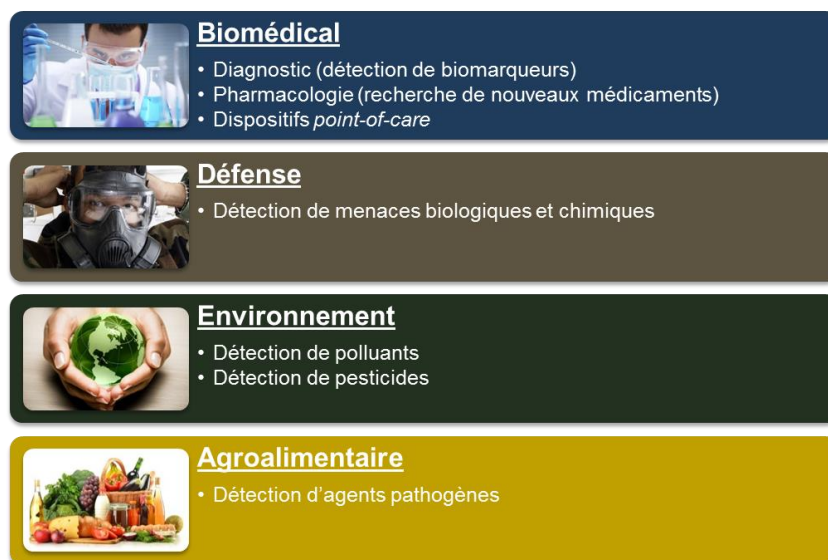 Biomédical
• Diagnostic (détection de biomarqueurs)
• Pharmacologie (recherche de nouveaux médicaments)
• Dispositifs point-of-care
Défense
• Détection de menaces biologiques et chimiques
Environnement
• Détection de polluants
• Détection de pesticides
Agroalimentaire
• Détection d'agents pathogènes